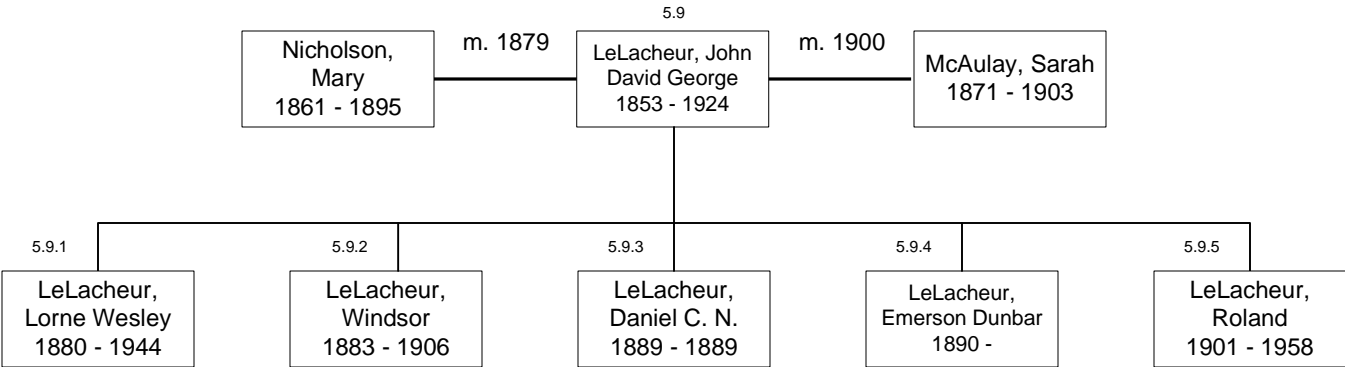 5.9
Nicholson,
Mary
1861 - 1895
m. 1879
LeLacheur, John
David George
1853 - 1924
m. 1900
McAulay, Sarah
1871 - 1903
5.9.1
LeLacheur,
Lorne Wesley
1880 - 1944
5.9.2
LeLacheur,
Windsor
1883 - 1906
5.9.3
LeLacheur,
Daniel C. N.
1889 - 1889
5.9.4
LeLacheur,
Emerson Dunbar
1890 -
5.9.5
LeLacheur,
Roland
1901 - 1958